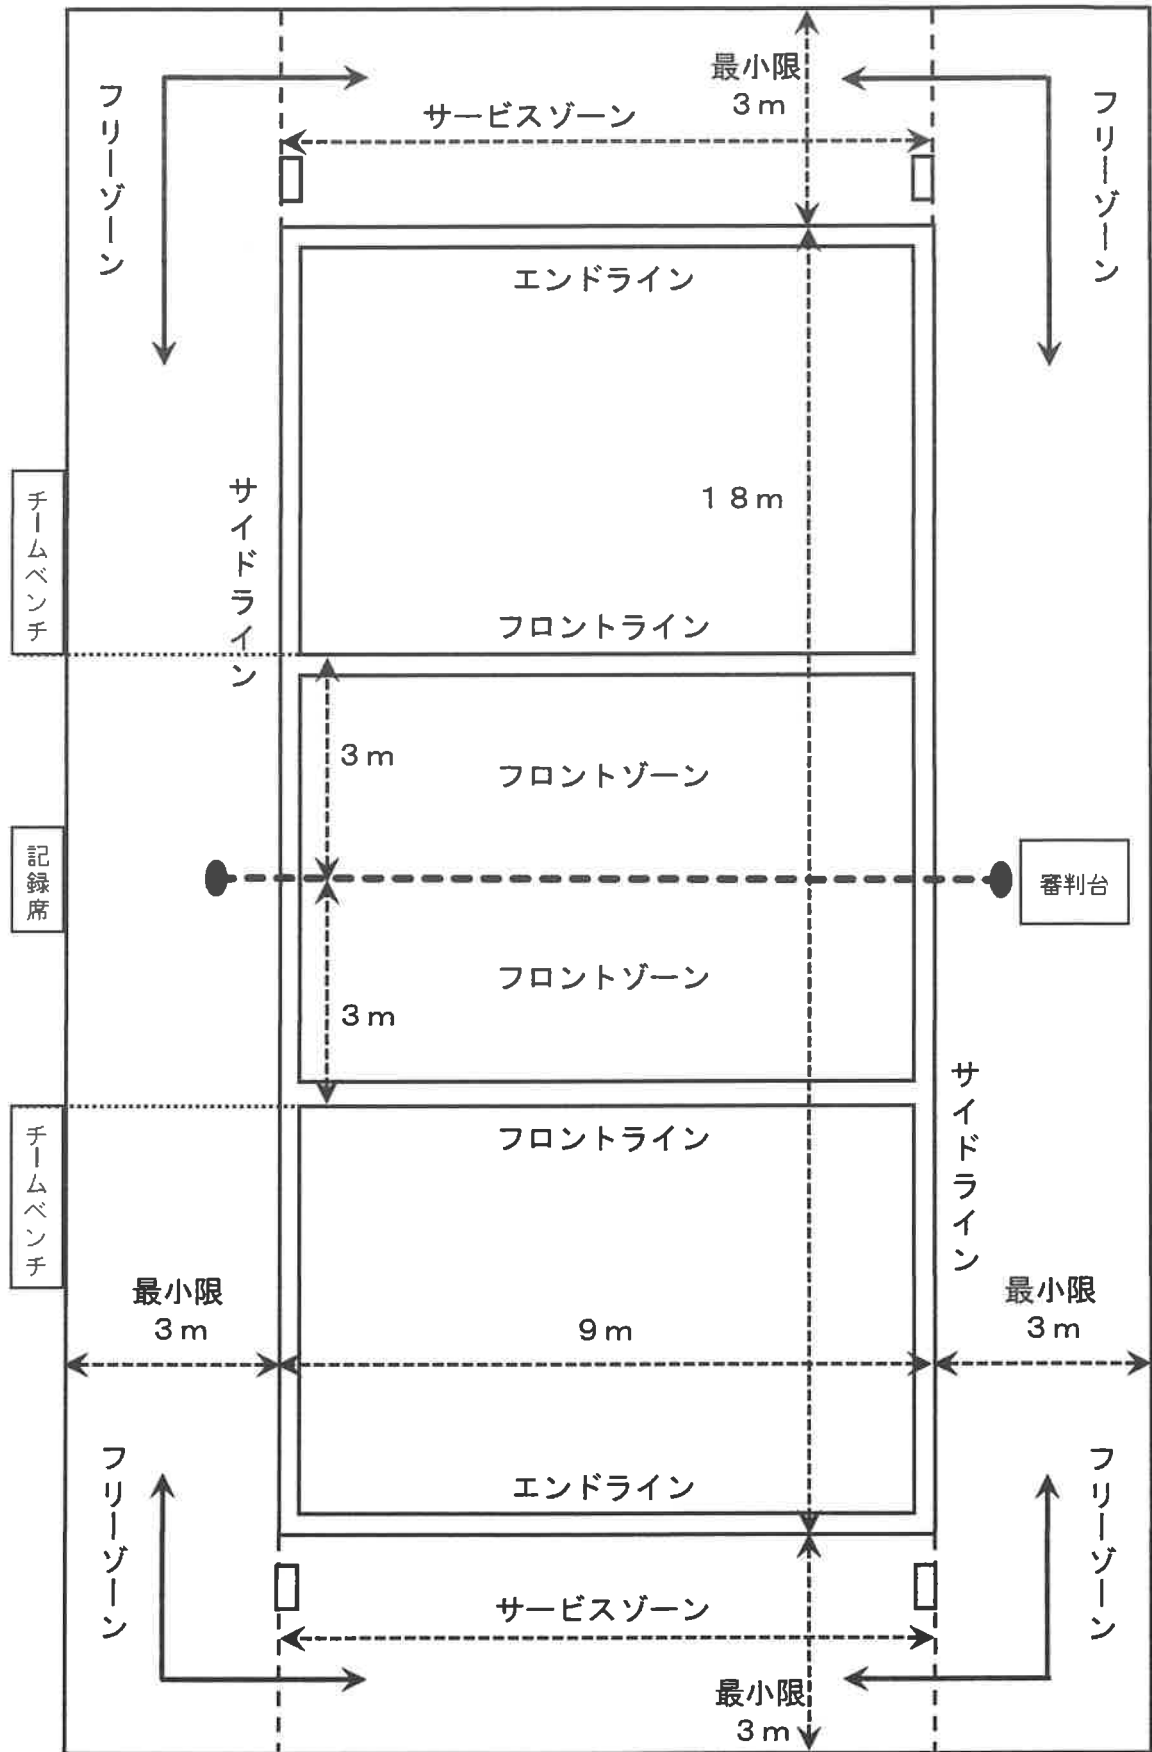 最小限
3m
サービスゾーン
フリーゾーン
フリーゾーン
エンドライン
チームベンチ
サイドライン
18m
フロントライン
3m
フロントゾーン
記録席
審判台
フロントゾーン
3m
サイドライン
チームベンチ
フロントライン
最小限
3m
9m
最小限
3m
フリーゾーン
エンドライン
フリーゾーン
サービスゾーン
最小限
3m